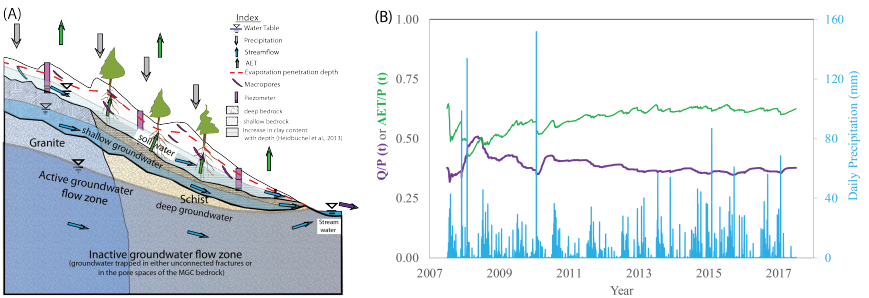 (A)
Index
Water Table
Precipitation
Streamflow
AET
Evaporation penetration depth
Macropores
Piezometer
deep bedrock
shallow bedrock
Increase in clay content
with depth (Heidbüchel et al., 2013)
soil water
shallow groundwater
Granite
Schist
deep groundwater
Active groundwater
flow zone
Stream
water
Inactive groundwater flow zone
(groundwater trapped in either unconnected fractures or
in the pore spaces of the MGC bedrock)
(B)
Q/P (t) or AET/P (t)
1.00
0.75
0.50
0.25
0.00
160
120
80
40
0
Daily Precipitation (mm)
2007 2009 2011 2013 2015 2017
Year